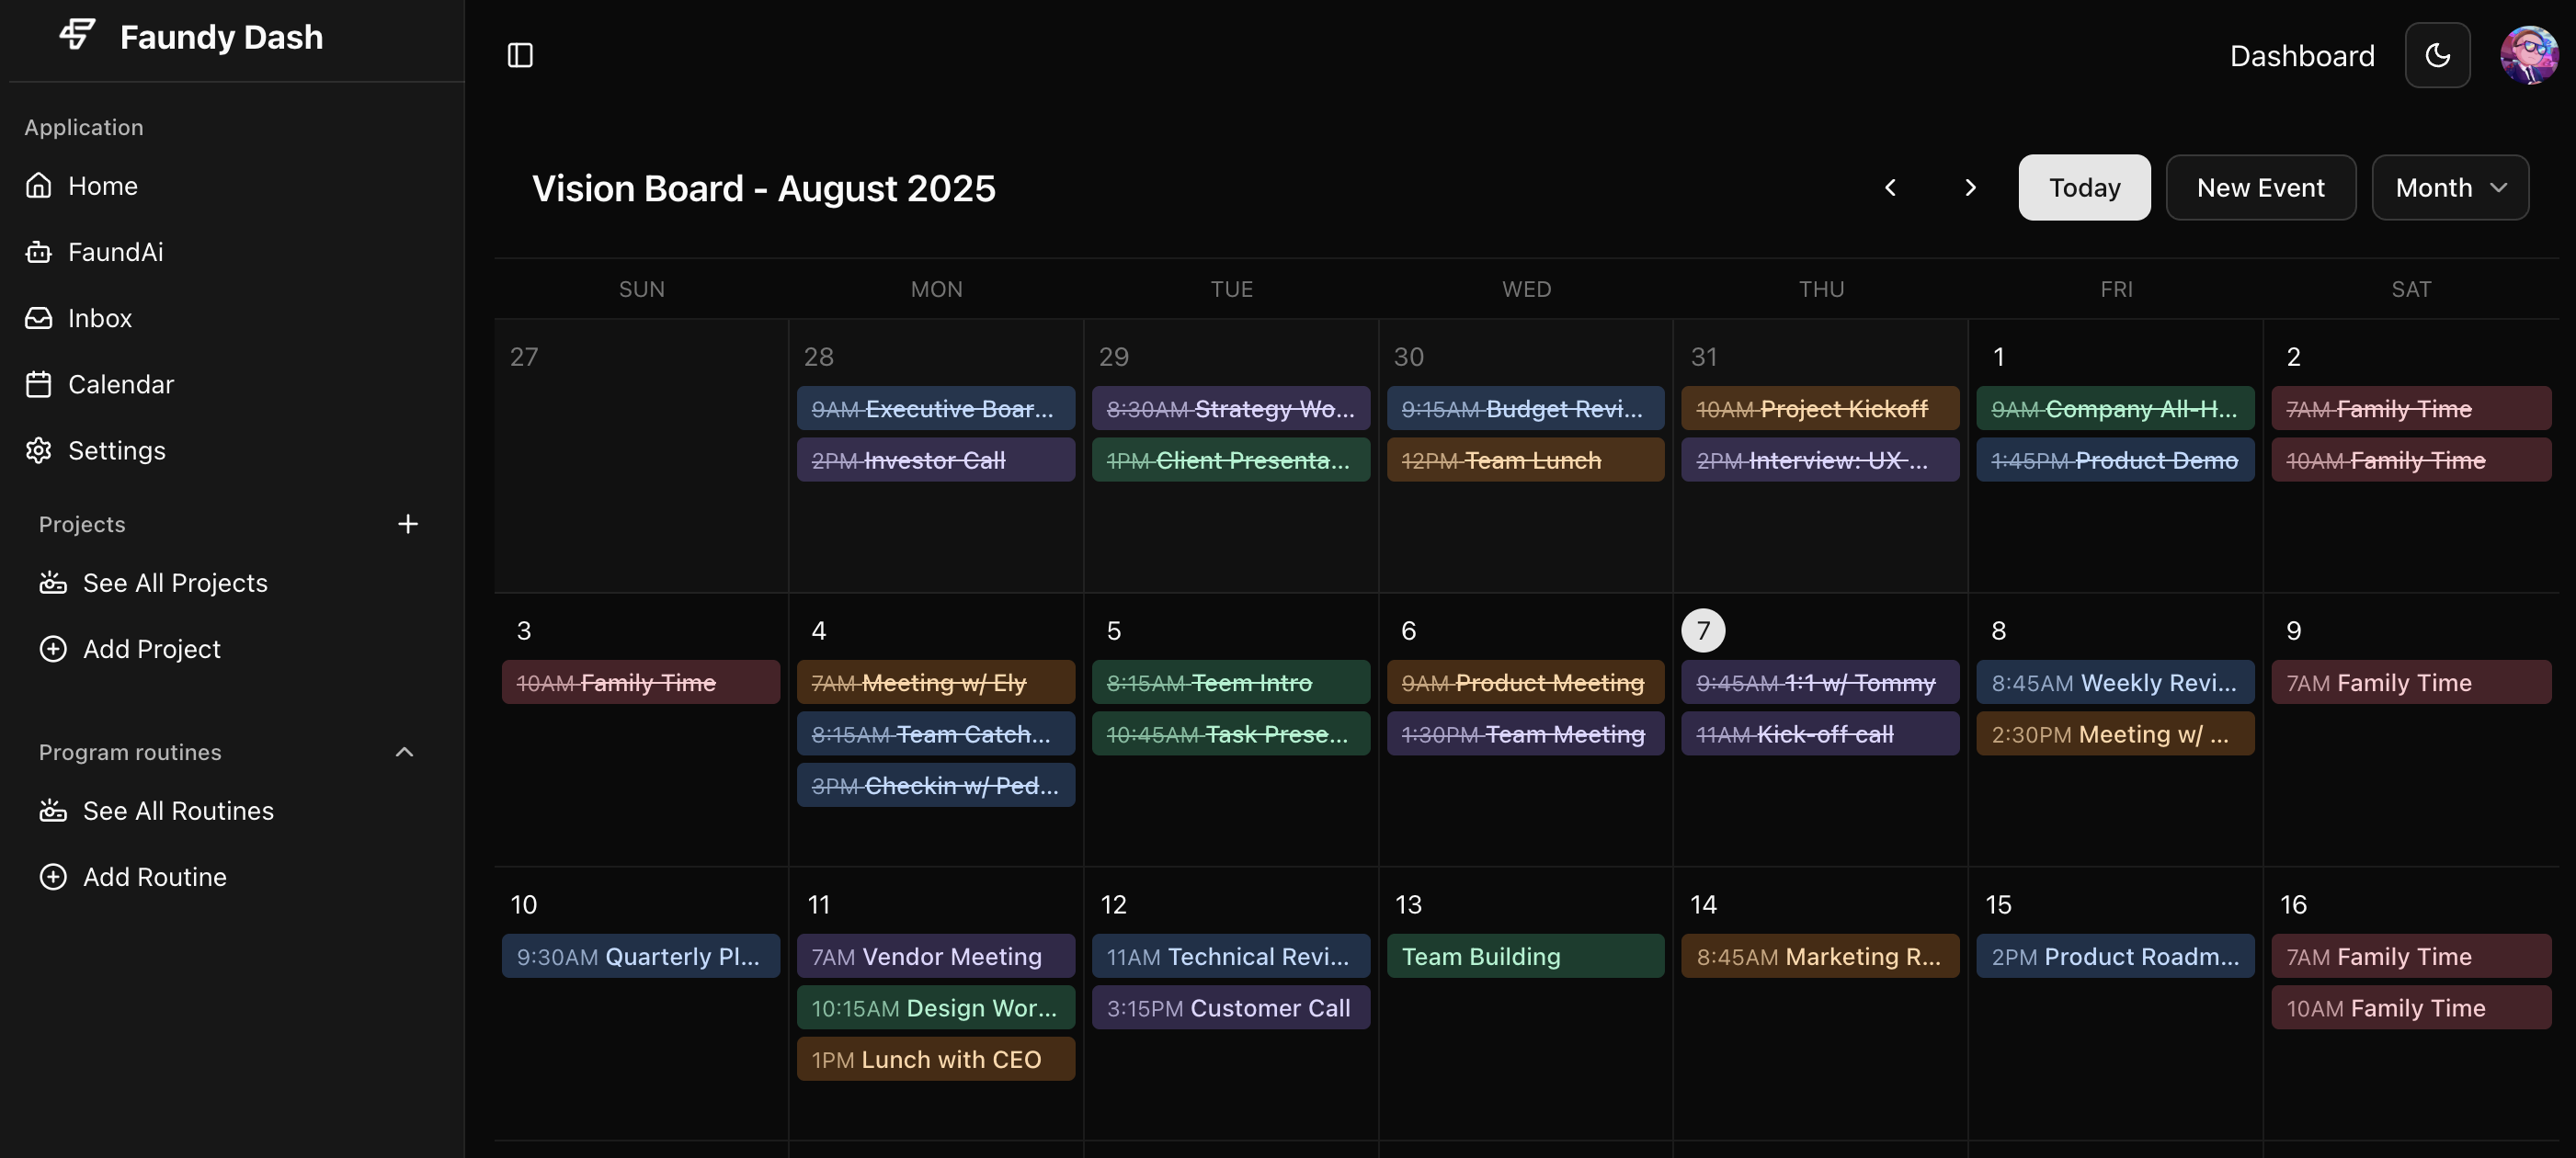 Faundy Dash
Application
Home
FaundAi
Inbox
Calendar
Settings
Projects
See All Projects
Add Project
Program routines
See All Routines
Add Routine
Dashboard
Vision Board - August 2025
Today
New Event
Month
SUN MON TUE WED THU FRI SAT
27
28
9AM Executive Boar...
2PM Investor Call
29
8:30AM Strategy Wo...
1PM Client Presenta...
30
9:15AM Budget Revi...
12PM Team Lunch
31
10AM Project Kickoff
2PM Interview: UX ...
1
9AM Company All-H...
1:45PM Product Demo
2
7AM Family Time
10AM Family Time
3
10AM Family Time
4
7AM Meeting w/ Ely
8:15AM Team Catch...
3PM Checkin w/ Ped...
5
8:15AM Teem Intro
10:45AM Task Prese...
6
9AM Product Meeting
1:30PM Team Meeting
7
9:45AM 1:1 w/ Tommy
11AM Kick-off call
8
8:45AM Weekly Revi...
2:30PM Meeting w/ ...
9
7AM Family Time
10
9:30AM Quarterly Pl...
11
7AM Vendor Meeting
10:15AM Design Wor...
1PM Lunch with CEO
12
11AM Technical Revi...
3:15PM Customer Call
13
Team Building
14
8:45AM Marketing R...
15
2PM Product Roadm...
16
7AM Family Time
10AM Family Time